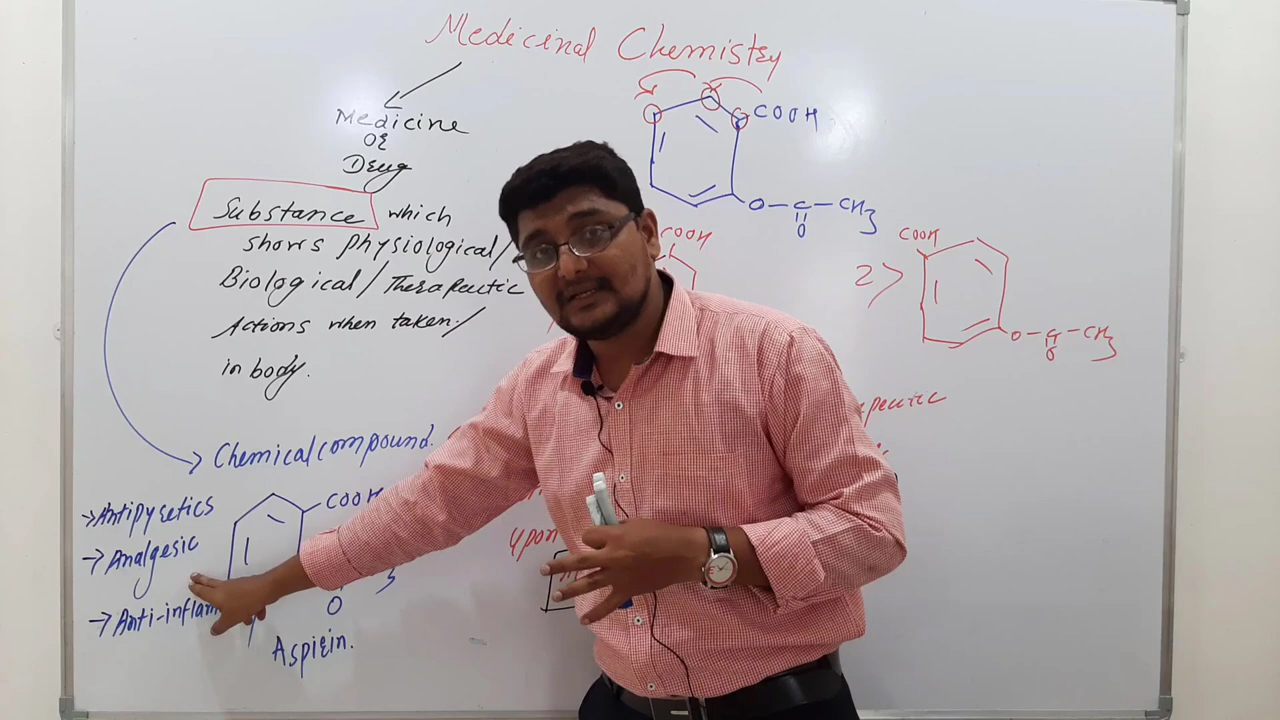 Medicinal Chemistry
Medicine
or
Drug
Substance which
shows physiological/
Biological/Therapeutic
Actions when taken/
in body.
Chemical compound.
→Antipyretics
→Analgesic
→Anti-inflam
COOH
O
Aspirin.
COOH
O-C-CH3
O
COOH
2>
COOH
O-C-CH3
O
upon